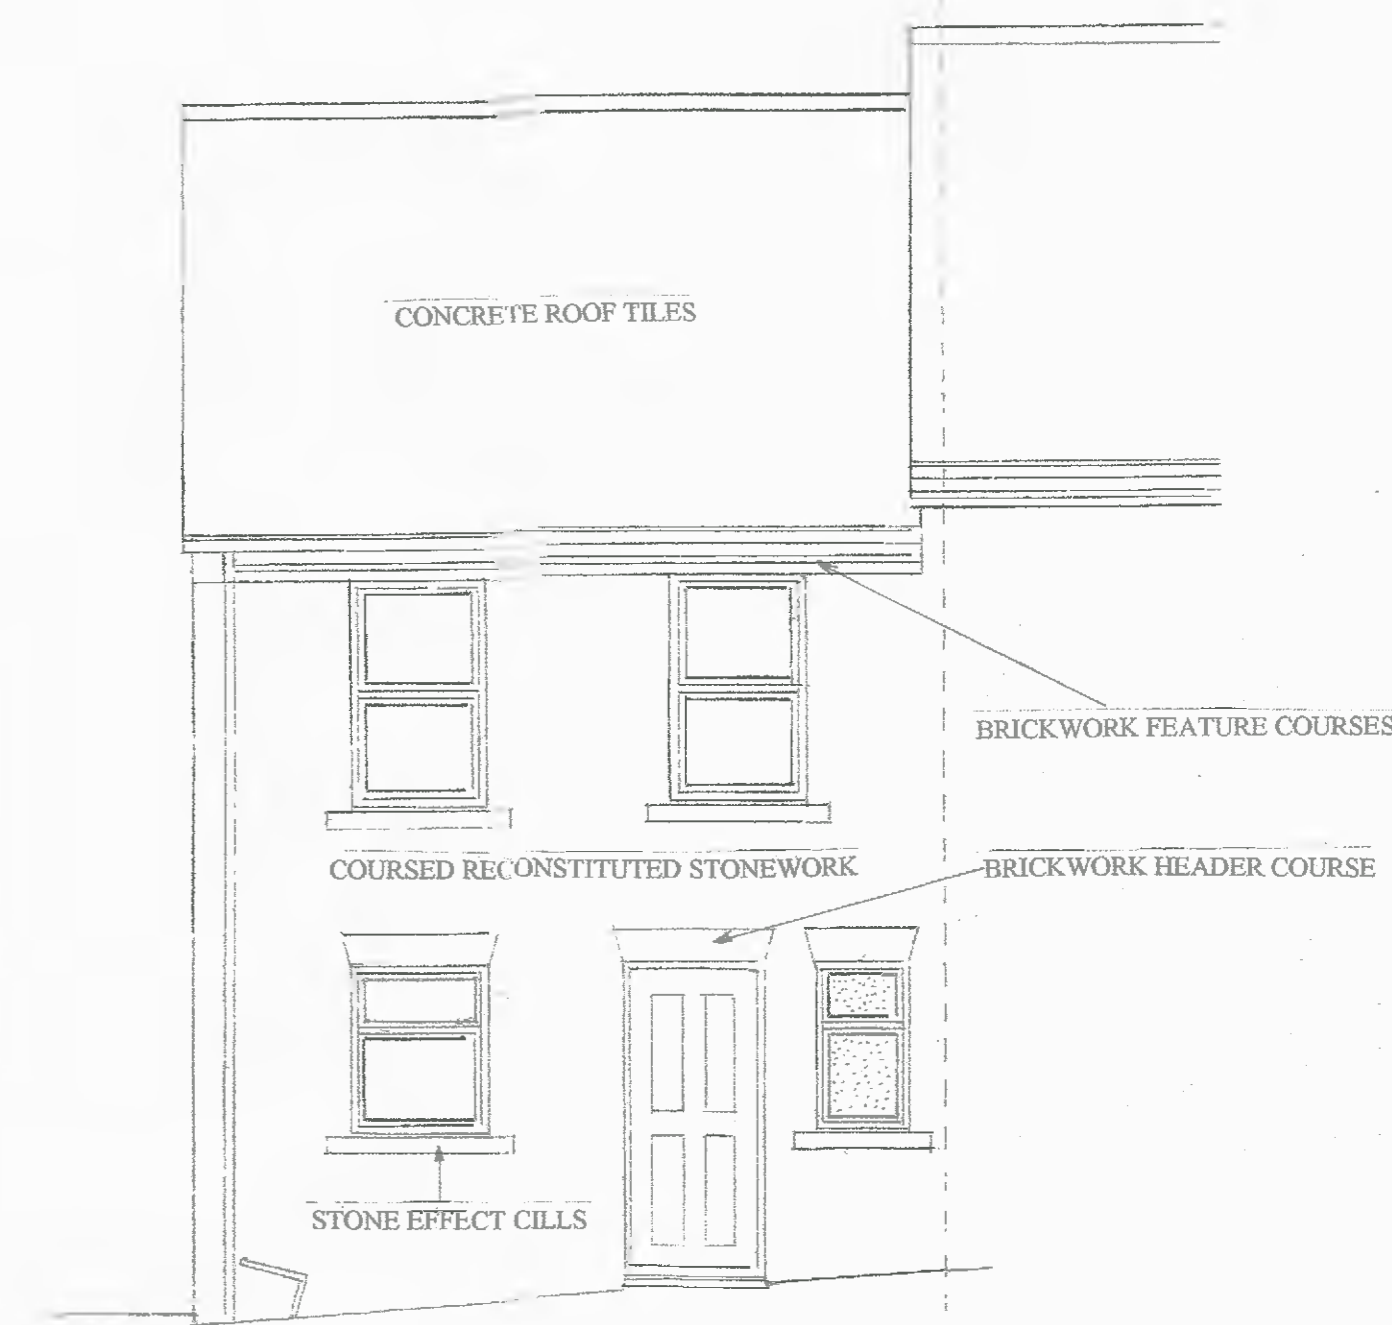 CONCRETE ROOF TILES
BRICKWORK FEATURE COURSES
COURSED RECONSTITUTED STONEWORK
BRICKWORK HEADER COURSE
STONE EFFECT CILLS